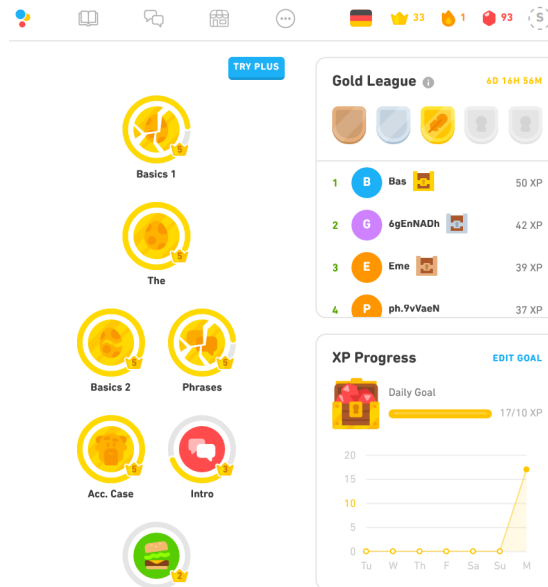 33 1 93 S
TRY PLUS
5
Basics 1
5
The
5 5
Basics 2 Phrases
5 3
Acc. Case Intro
2
Gold League 6D 16H 56M
1 B Bas 50 XP
2 G 6gEnNADh 42 XP
3 E Eme 39 XP
4 P ph.9vVaeN 37 XP
XP Progress EDIT GOAL
Daily Goal
17/10 XP
20
15
10
5
0
Tu W Th F Sa Su M